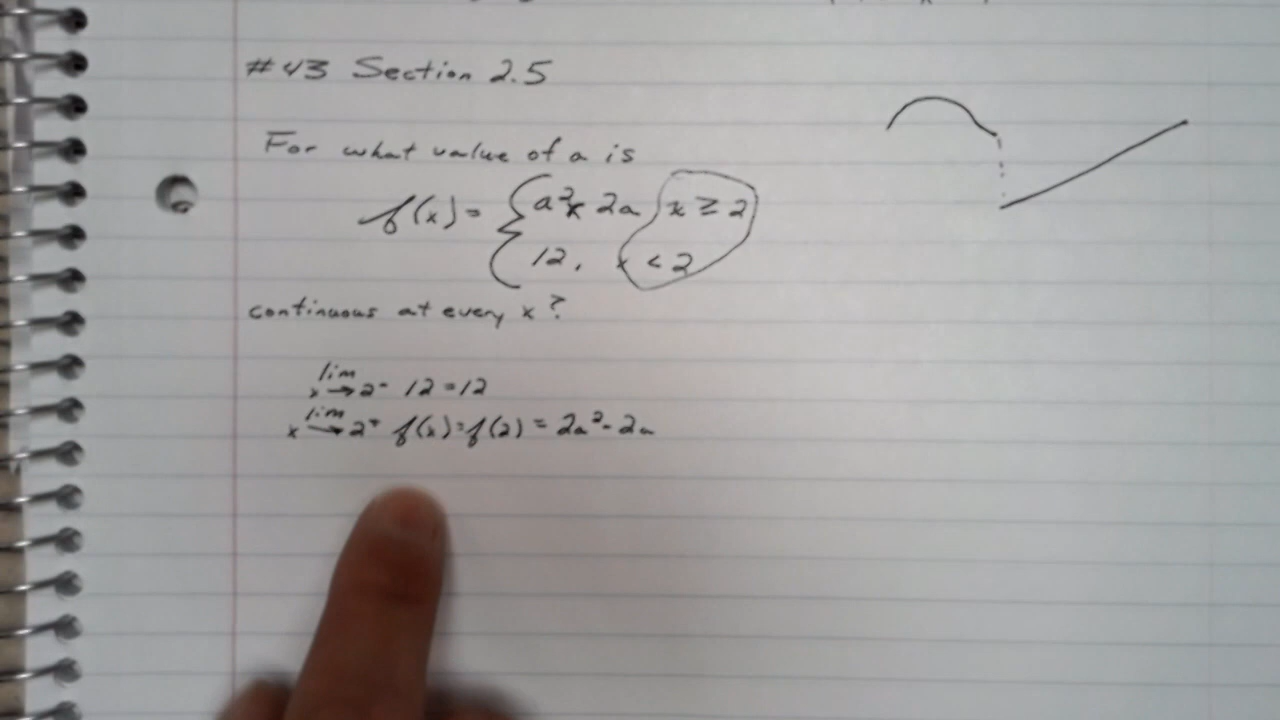 #43 Section 2.5
For what value of a is
f(x) = { a²x 2a, x ≥ 2
12, x < 2
continuous at every x?
lim x→2⁻ 12 = 12
lim x→2⁺ f(x) = f(2) = 2a² - 2a